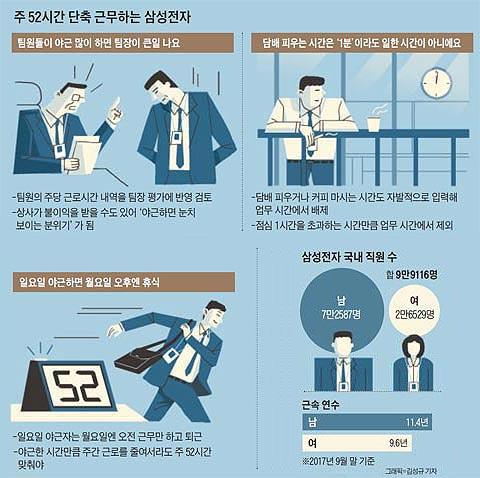 주 52시간 단축 근무하는 삼성전자
팀원들이 야근 많이 하면 팀장이 큰일 나요
-팀원의 주당 근로시간 내역을 팀장 평가에 반영 검토
-상사가 불이익을 받을 수도 있어 ‘야근하면 눈치
보이는 분위기’ 가 됨
담배 피우는 시간은 ‘1분’ 이라도 일한 시간이 아니에요
-담배 피우거나 커피 마시는 시간도 자발적으로 입력해
업무 시간에서 배제
-점심 1시간을 초과하는 시간만큼 업무 시간에서 제외
일요일 야근하면 월요일 오후엔 휴식
52
-일요일 야근자는 월요일엔 오전 근무만 하고 퇴근
-야근한 시간만큼 주간 근로를 줄여서라도 주 52시간
맞춰야
삼성전자 국내 직원 수
합 9만9116명
남
7만2587명
여
2만6529명
근속 연수
남 11.4년
여 9.6년
※2017년 9월 말 기준
그래픽=김성규 기자